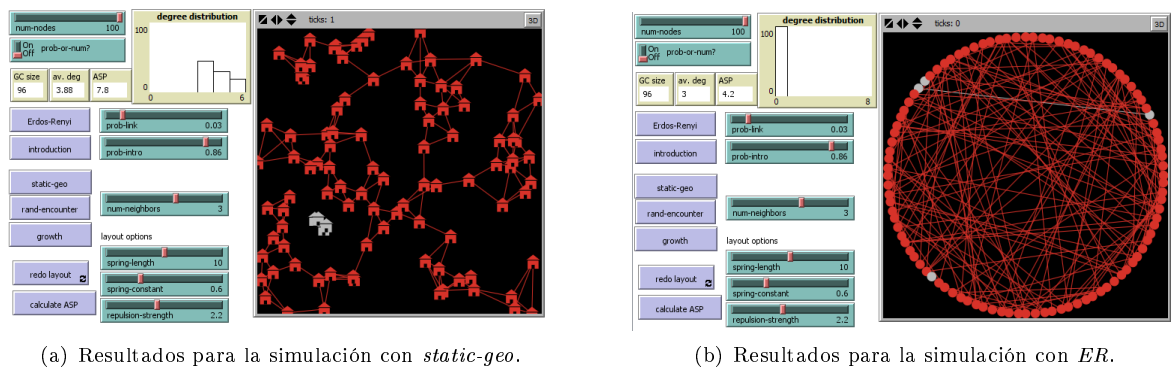 num-nodes 100
On
Off prob-or-num?
GC size
96
av. deg
3.88
ASP
7.8
degree distribution
100
0
0 6
Erdos-Renyi
introduction
prob-link 0.03
prob-intro 0.86
static-geo
rand-encounter
growth
num-neighbors 3
layout options
redo layout
calculate ASP
spring-length 10
spring-constant 0.6
repulsion-strength 2.2
ticks: 1 3D
(a) Resultados para la simulación con static-geo.
num-nodes 100
On
Off prob-or-num?
GC size
96
av. deg
3
ASP
4.2
degree distribution
100
0
0 8
Erdos-Renyi
introduction
prob-link 0.03
prob-intro 0.86
static-geo
rand-encounter
growth
num-neighbors 3
layout options
redo layout
calculate ASP
spring-length 10
spring-constant 0.6
repulsion-strength 2.2
ticks: 0 3D
(b) Resultados para la simulación con ER.